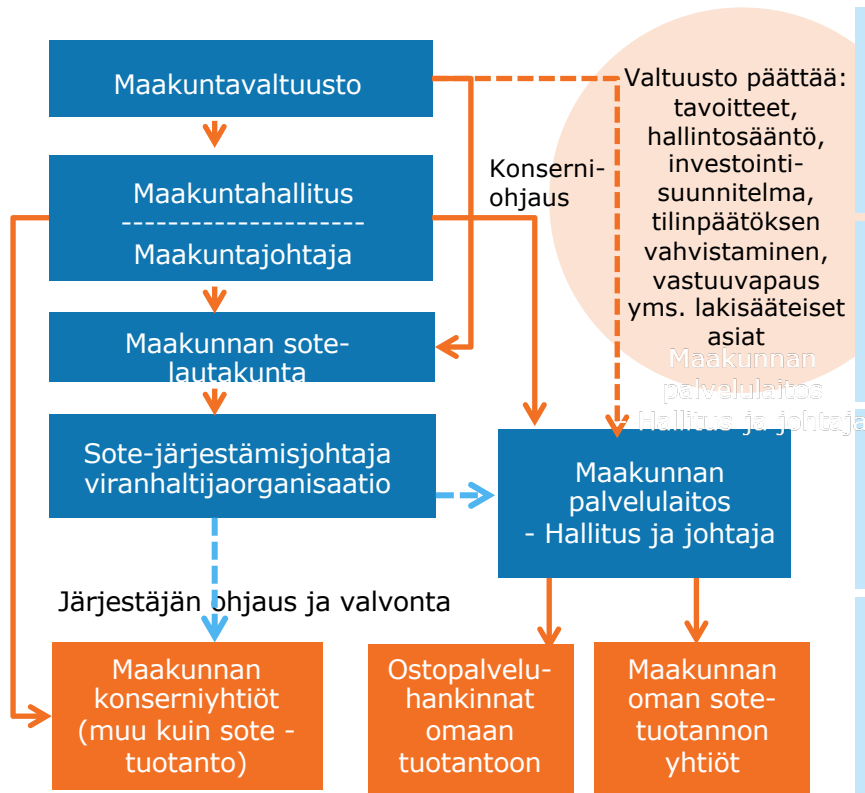 Maakuntavaltuusto
Valtuusto päättää:
tavoitteet,
hallintosääntö,
investointi-
suunnitelma,
tilinpäätöksen
vahvistaminen,
vastuuvapaus
yms. lakisääteiset
asiat
Konserni-
ohjaus
Maakuntahallitus
--------------------------
Maakuntajohtaja
Maakunnan sote-
lautakunta
Maakunnan
palvelulaitos
- Hallitus ja johtaja
Sote-järjestämisjohtaja
viranhaltijaorganisaatio
Maakunnan
palvelulaitos
- Hallitus ja johtaja
Järjestäjän ohjaus ja valvonta
Maakunnan
konserniyhtiöt
(muu kuin sote -
tuotanto)
Ostopalvelu-
hankinnat
omaan
tuotantoon
Maakunnan
oman sote-
tuotannon
yhtiöt